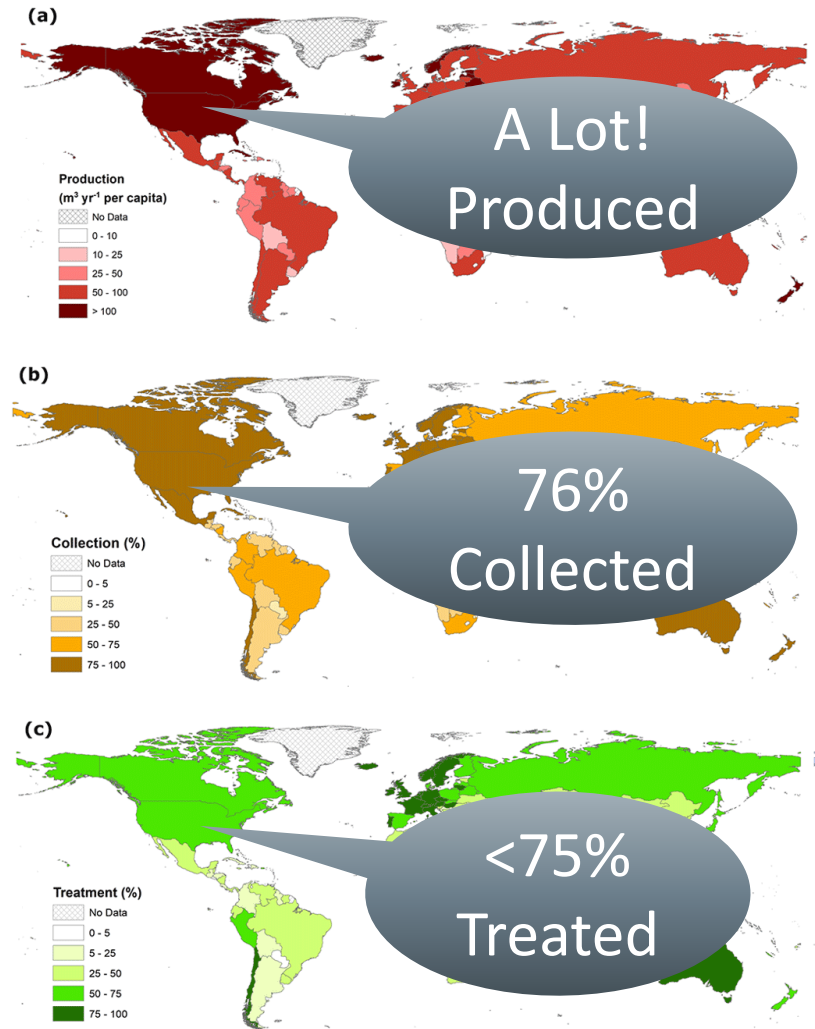 (a)
A Lot!
Produced
Production
(m³ yr⁻¹ per capita)
No Data
0 - 10
10 - 25
25 - 50
50 - 100
> 100
(b)
76%
Collected
Collection (%)
No Data
0 - 5
5 - 25
25 - 50
50 - 75
75 - 100
(c)
<75%
Treated
Treatment (%)
No Data
0 - 5
5 - 25
25 - 50
50 - 75
75 - 100